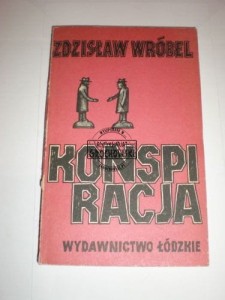 ZDZISŁAW WRÓBEL
KONSPI
RACJA
WYDAWNICTWO ŁÓDZKIE